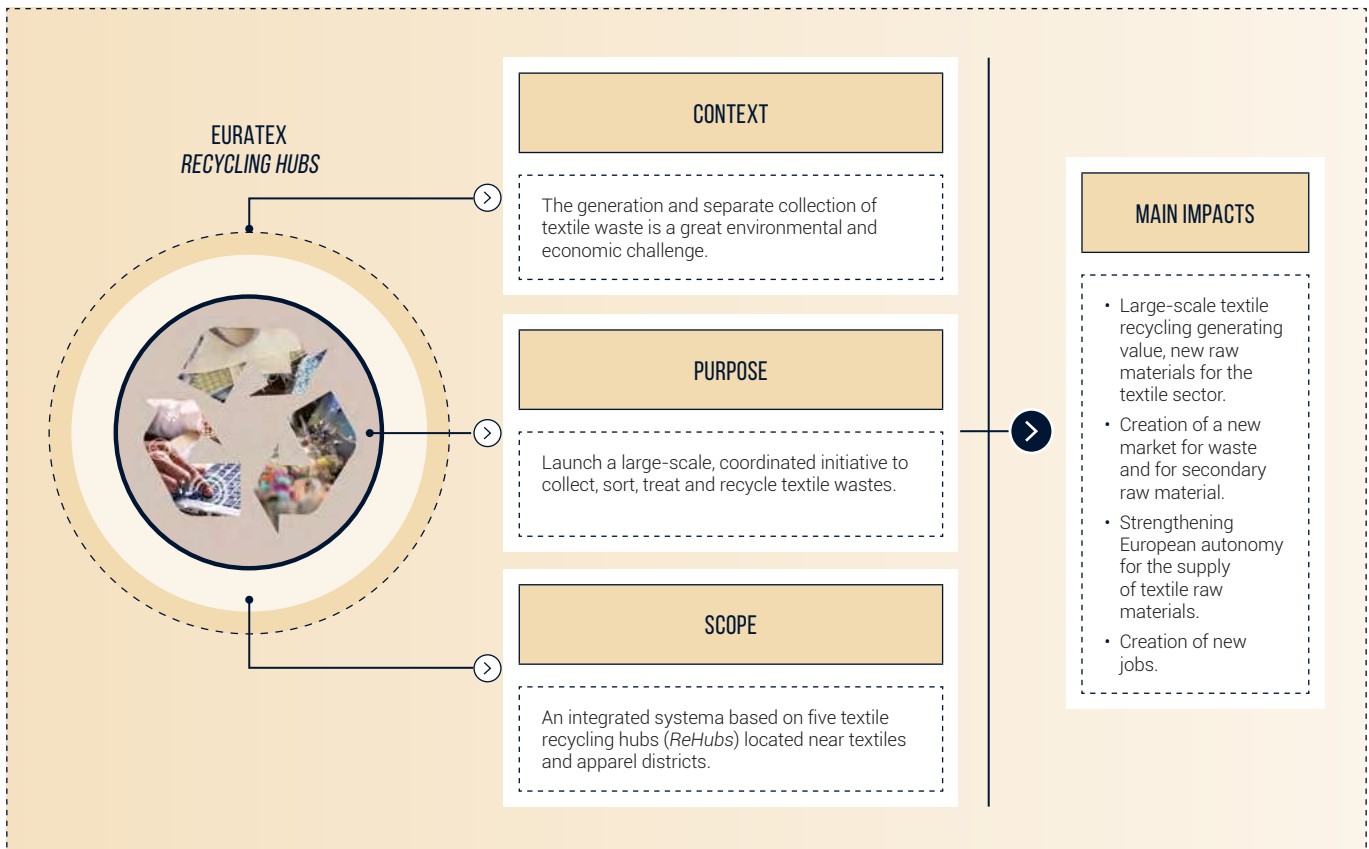 EURATEX
RECYCLING HUBS
CONTEXT
The generation and separate collection of
textile waste is a great environmental and
economic challenge.
PURPOSE
Launch a large-scale, coordinated initiative to
collect, sort, treat and recycle textile wastes.
SCOPE
An integrated systema based on five textile
recycling hubs (ReHubs) located near textiles
and apparel districts.
MAIN IMPACTS
• Large-scale textile
recycling generating
value, new raw
materials for the
textile sector.
• Creation of a new
market for waste
and for secondary
raw material.
• Strengthening
European autonomy
for the supply
of textile raw
materials.
• Creation of new
jobs.